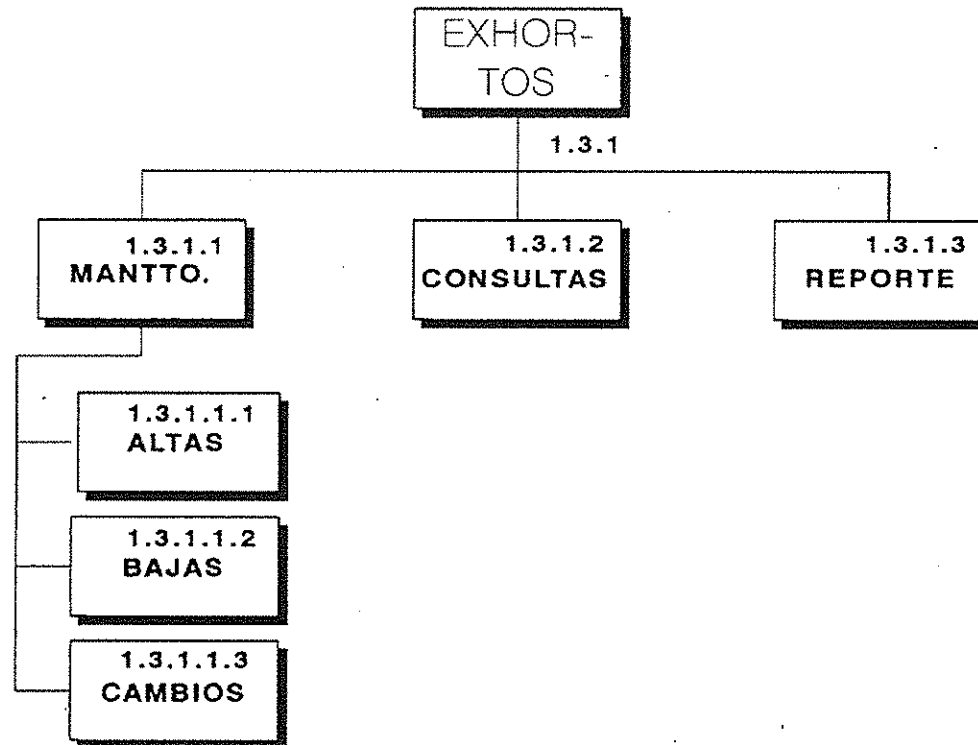 EXHOR-
TOS
1.3.1
1.3.1.1
MANTTO.
1.3.1.2
CONSULTAS
1.3.1.3
REPORTE
1.3.1.1.1
ALTAS
1.3.1.1.2
BAJAS
1.3.1.1.3
CAMBIOS